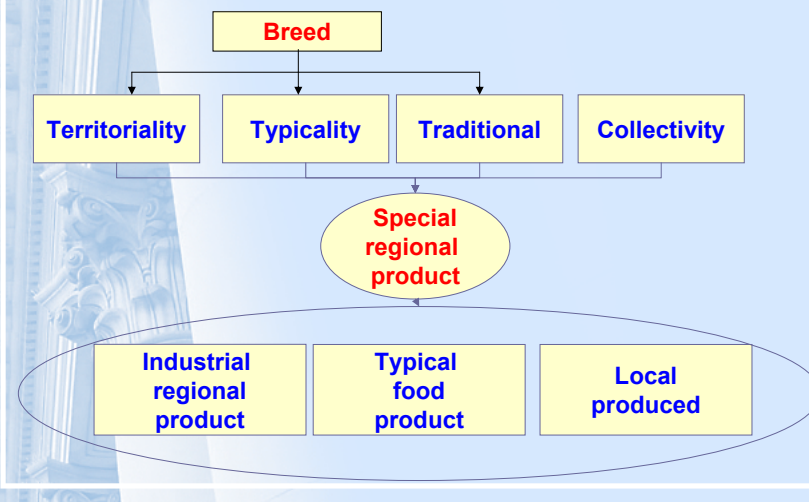 Breed
Territoriality
Typicality
Traditional
Collectivity
Special
regional
product
Industrial
regional
product
Typical
food
product
Local
produced